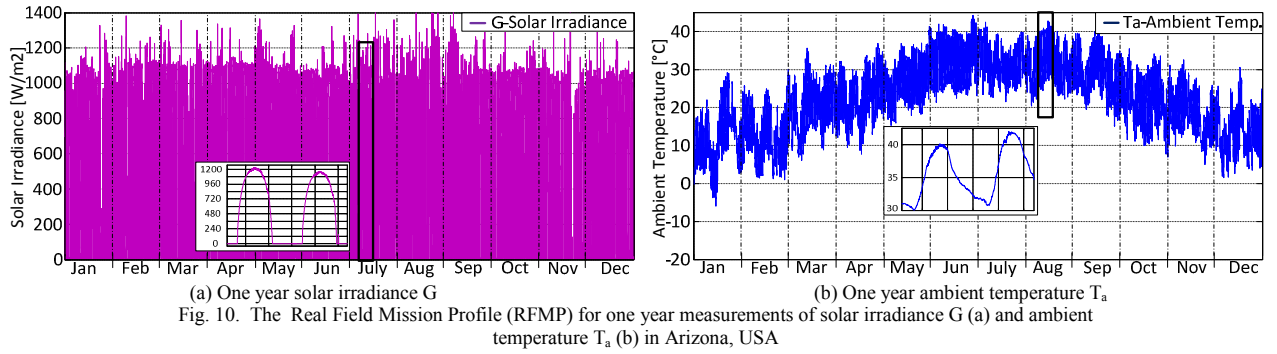 G-Solar Irradiance
Solar Irradiance [W/m2]
1400
1200
1000
800
600
400
200
0
1200
960
720
480
240
0
Jan Feb Mar Apr May Jun July Aug Sep Oct Nov Dec
(a) One year solar irradiance G
Ta-Ambient Temp.
Ambient Temperature [°C]
40
30
20
10
0
-10
-20
40
35
30
Jan Feb Mar Apr May Jun July Aug Sep Oct Nov Dec
(b) One year ambient temperature Ta
Fig. 10. The Real Field Mission Profile (RFMP) for one year measurements of solar irradiance G (a) and ambient
temperature Ta (b) in Arizona, USA